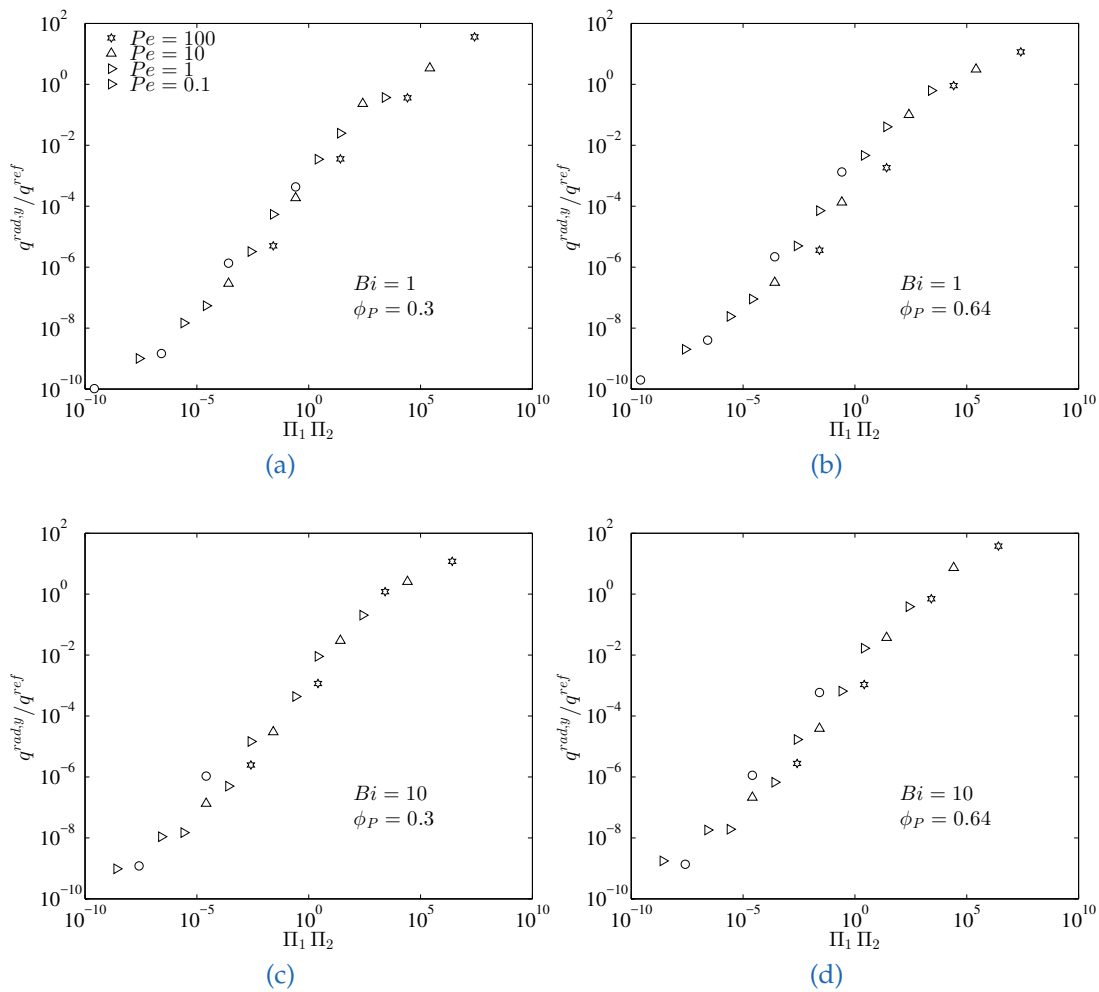 10^2
10^0
10^-2
10^-4
10^-6
10^-8
10^-10
q^{rad,y}/q^{ref}
Pe = 100
Pe = 10
Pe = 1
Pe = 0.1
Bi = 1
ϕ_P = 0.3
10^-10 10^-5 10^0 10^5 10^10
Π_1 Π_2
(a)
10^2
10^0
10^-2
10^-4
10^-6
10^-8
10^-10
q^{rad,y}/q^{ref}
Bi = 1
ϕ_P = 0.64
10^-10 10^-5 10^0 10^5 10^10
Π_1 Π_2
(b)
10^2
10^0
10^-2
10^-4
10^-6
10^-8
10^-10
q^{rad,y}/q^{ref}
Bi = 10
ϕ_P = 0.3
10^-10 10^-5 10^0 10^5 10^10
Π_1 Π_2
(c)
10^2
10^0
10^-2
10^-4
10^-6
10^-8
10^-10
q^{rad,y}/q^{ref}
Bi = 10
ϕ_P = 0.64
10^-10 10^-5 10^0 10^5 10^10
Π_1 Π_2
(d)